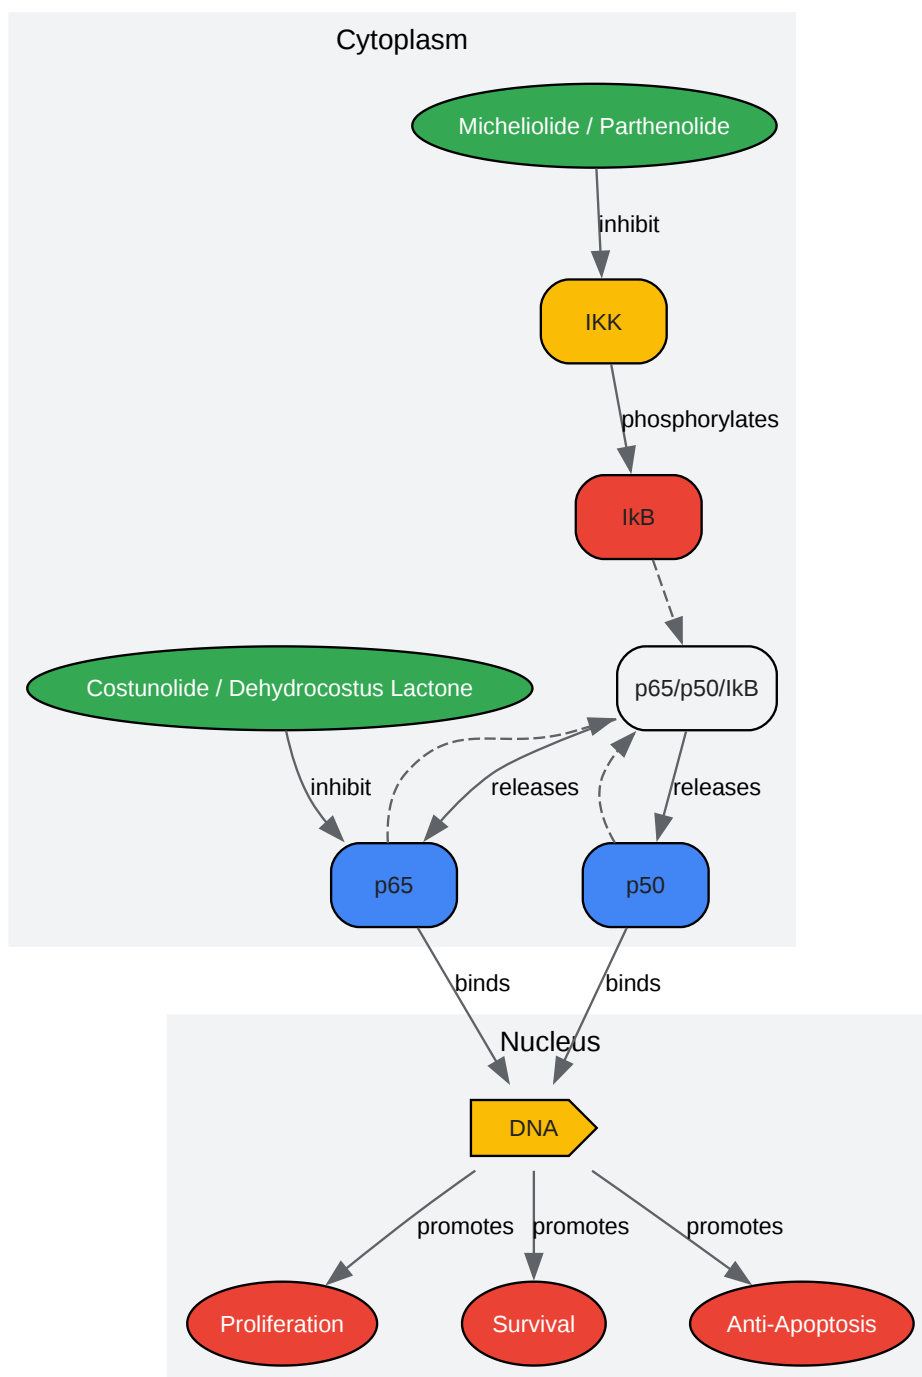 Cytoplasm
Micheliolide / Parthenolide
inhibit
IKK
phosphorylates
IkB
Costunolide / Dehydrocostus Lactone
p65/p50/IkB
inhibit
releases
releases
p65
p50
binds
binds
Nucleus
DNA
promotes
promotes
promotes
Proliferation
Survival
Anti-Apoptosis